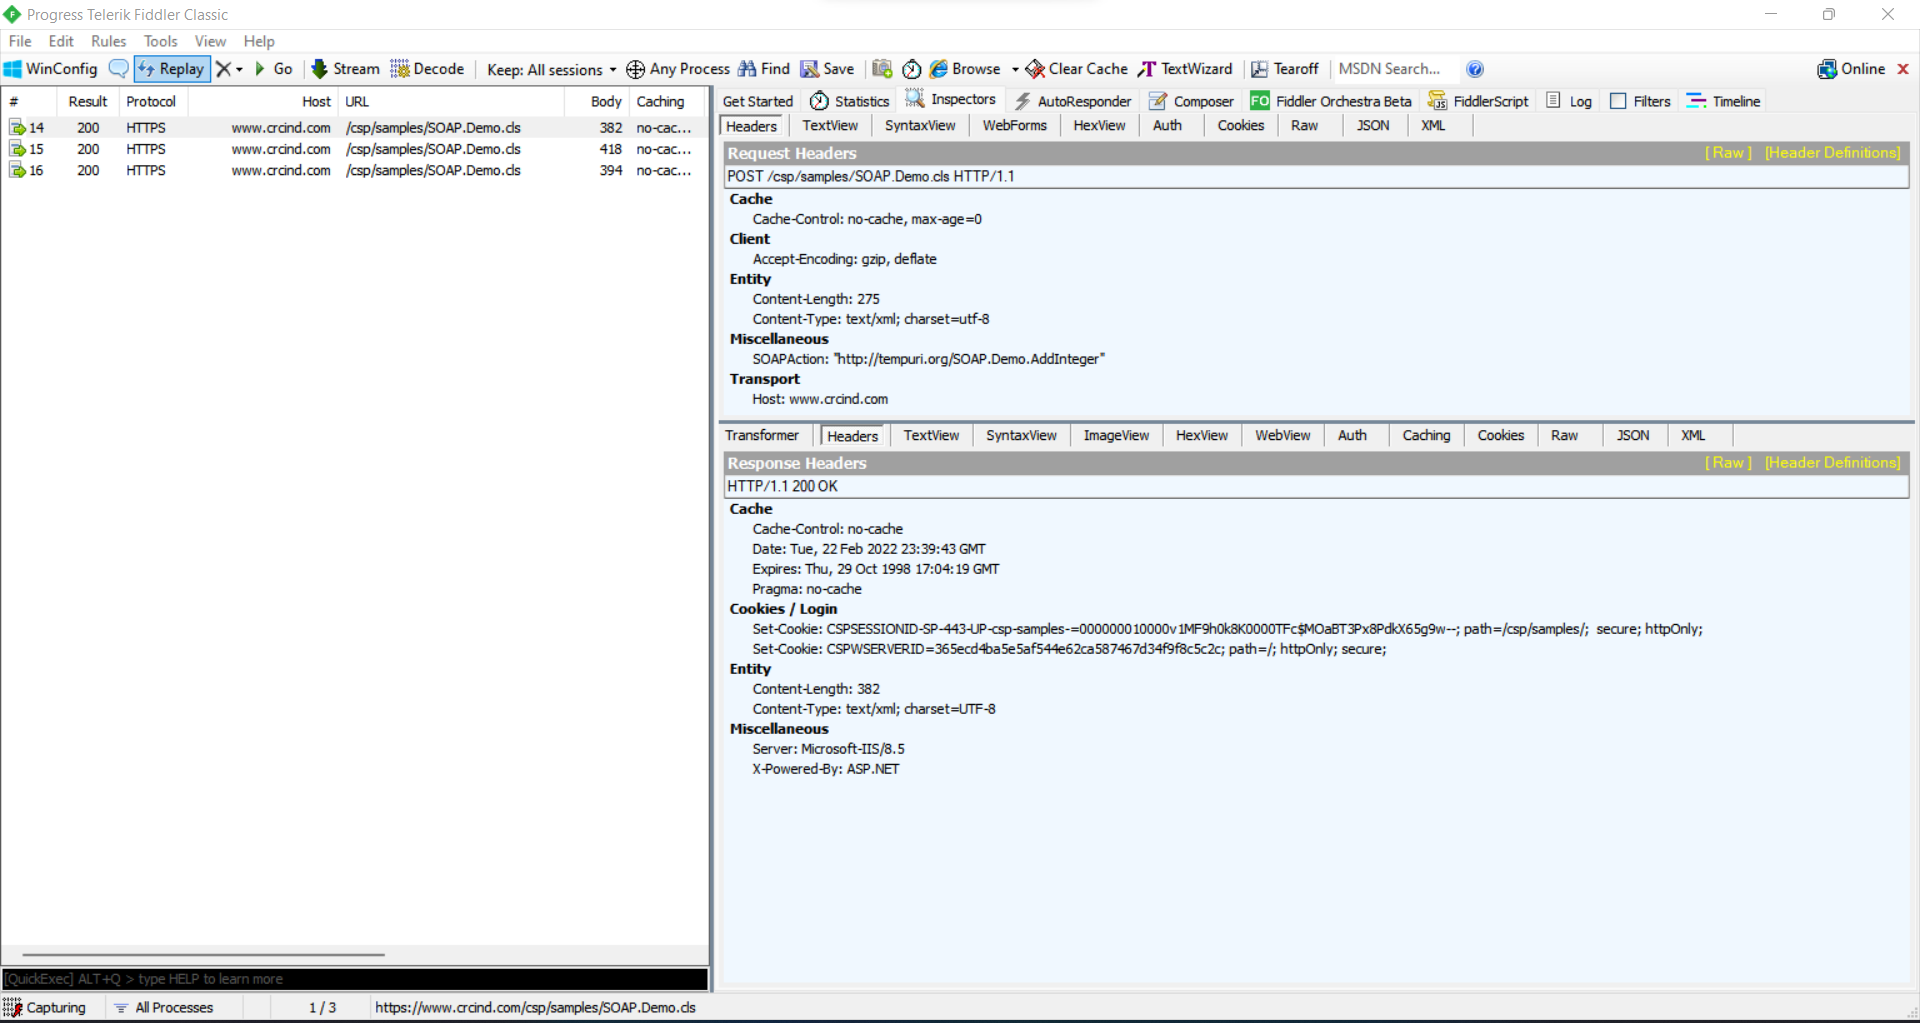 Progress Telerik Fiddler Classic
File Edit Rules Tools View Help
WinConfig Replay Go Stream Decode Keep: All sessions Any Process Find Save Browse Clear Cache TextWizard Tearoff MSDN Search... Online
# Result Protocol Host URL Body Caching
14 200 HTTPS www.crcind.com /csp/samples/SOAP.Demo.cls 382 no-cac...
15 200 HTTPS www.crcind.com /csp/samples/SOAP.Demo.cls 418 no-cac...
16 200 HTTPS www.crcind.com /csp/samples/SOAP.Demo.cls 394 no-cac...
Get Started Statistics Inspectors AutoResponder Composer FO Fiddler Orchestra Beta FiddlerScript Log Filters Timeline
Headers TextView SyntaxView WebForms HexView Auth Cookies Raw JSON XML
Request Headers [ Raw ] [Header Definitions]
POST /csp/samples/SOAP.Demo.cls HTTP/1.1
Cache
Cache-Control: no-cache, max-age=0
Client
Accept-Encoding: gzip, deflate
Entity
Content-Length: 275
Content-Type: text/xml; charset=utf-8
Miscellaneous
SOAPAction: "http://tempuri.org/SOAP.Demo.AddInteger"
Transport
Host: www.crcind.com
Transformer Headers TextView SyntaxView ImageView HexView WebView Auth Caching Cookies Raw JSON XML
Response Headers [ Raw ] [Header Definitions]
HTTP/1.1 200 OK
Cache
Cache-Control: no-cache
Date: Tue, 22 Feb 2022 23:39:43 GMT
Expires: Thu, 29 Oct 1998 17:04:19 GMT
Pragma: no-cache
Cookies / Login
Set-Cookie: CSPSESSIONID-SP-443-UP-csp-samples-=000000010000v1MF9h0k8K0000TFc$MOaBT3Px8PdkX65g9w--; path=/csp/samples/; secure; httpOnly;
Set-Cookie: CSPWSERVERID=365ecd4ba5e5af544e62ca587467d34f9f8c5c2c; path=/; httpOnly; secure;
Entity
Content-Length: 382
Content-Type: text/xml; charset=UTF-8
Miscellaneous
Server: Microsoft-IIS/8.5
X-Powered-By: ASP.NET
[QuickExec] ALT+Q > type HELP to learn more
Capturing All Processes 1 / 3 https://www.crcind.com/csp/samples/SOAP.Demo.cls